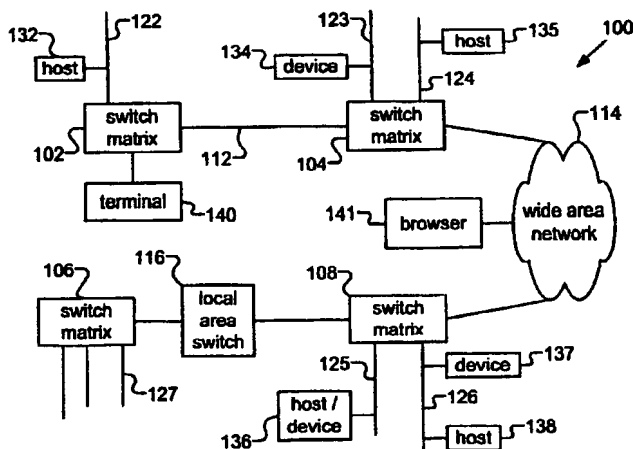 122
123
132
host
134
device
host
135
100
124
switch
matrix
switch
matrix
114
102
112
104
terminal
140
141
browser
wide area
network
106
116
108
switch
matrix
local
area
switch
switch
matrix
127
125
device
137
126
host /
device
136
host
138